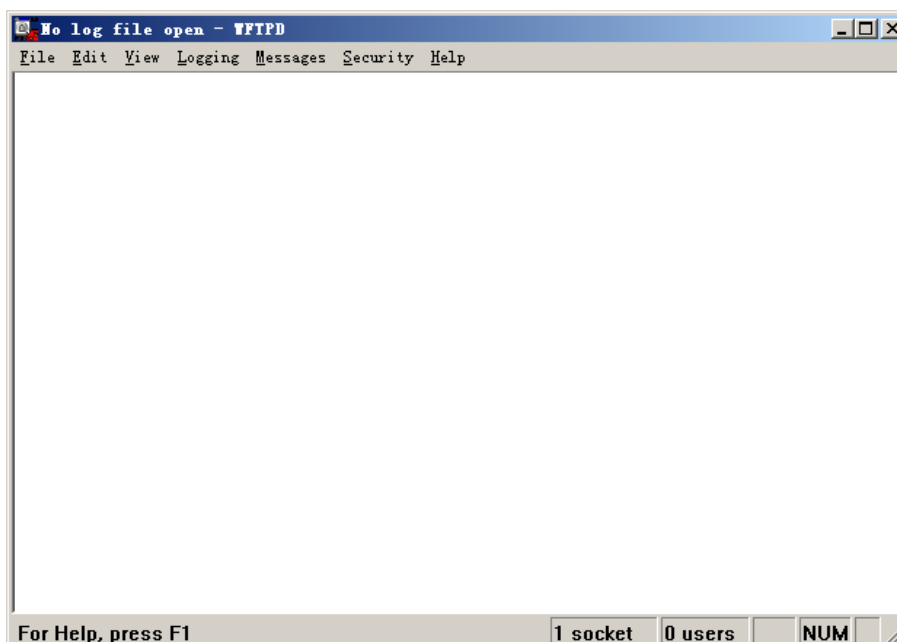 No log file open - WFTPD
File Edit View Logging Messages Security Help
For Help, press F1 1 socket 0 users NUM